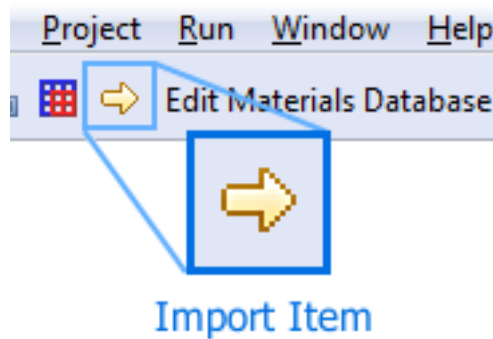 Project Run Window Help
Edit Materials Database
Import Item